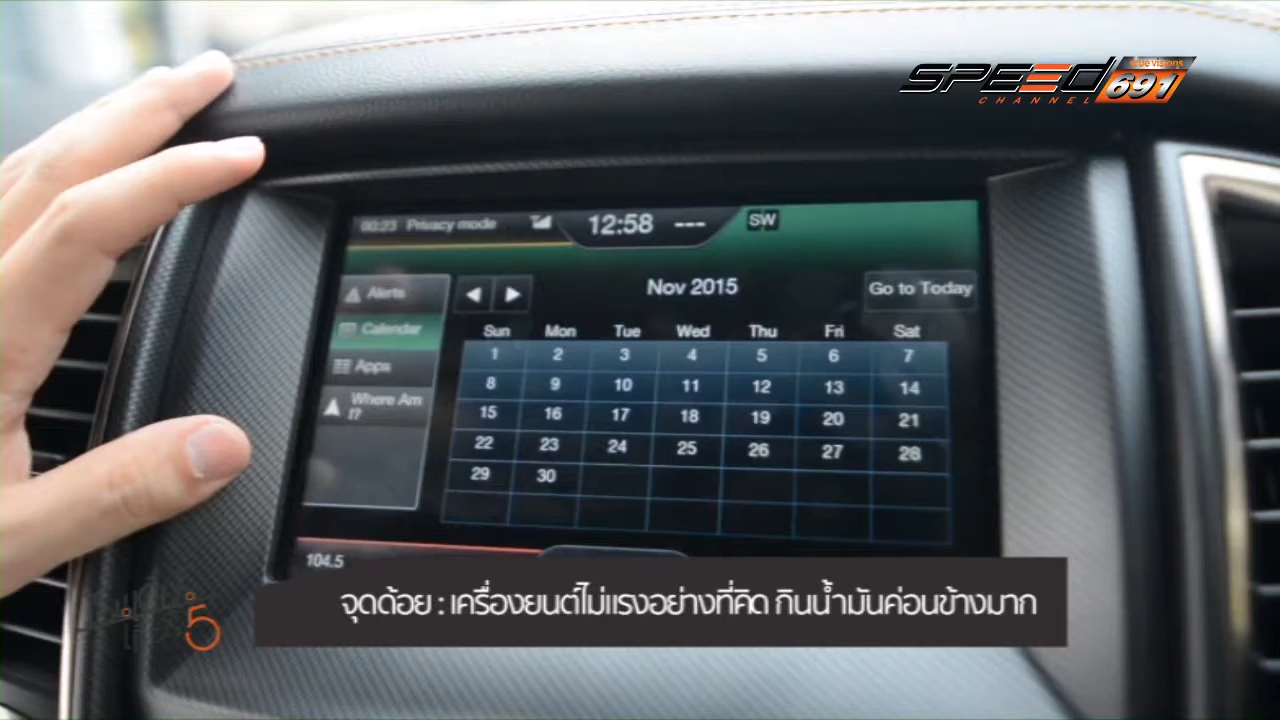 true visions
SPEED 691
CHANNEL
00:23 Privacy mode 12:58 --- SW
Alerts
Calendar
Apps
Where Am I?
Nov 2015
Go to Today
Sun Mon Tue Wed Thu Fri Sat
1 2 3 4 5 6 7
8 9 10 11 12 13 14
15 16 17 18 19 20 21
22 23 24 25 26 27 28
29 30
104.5
จุดด้อย : เครื่องยนต์ไม่แรงอย่างที่คิด กินน้ำมันค่อนข้างมาก
5